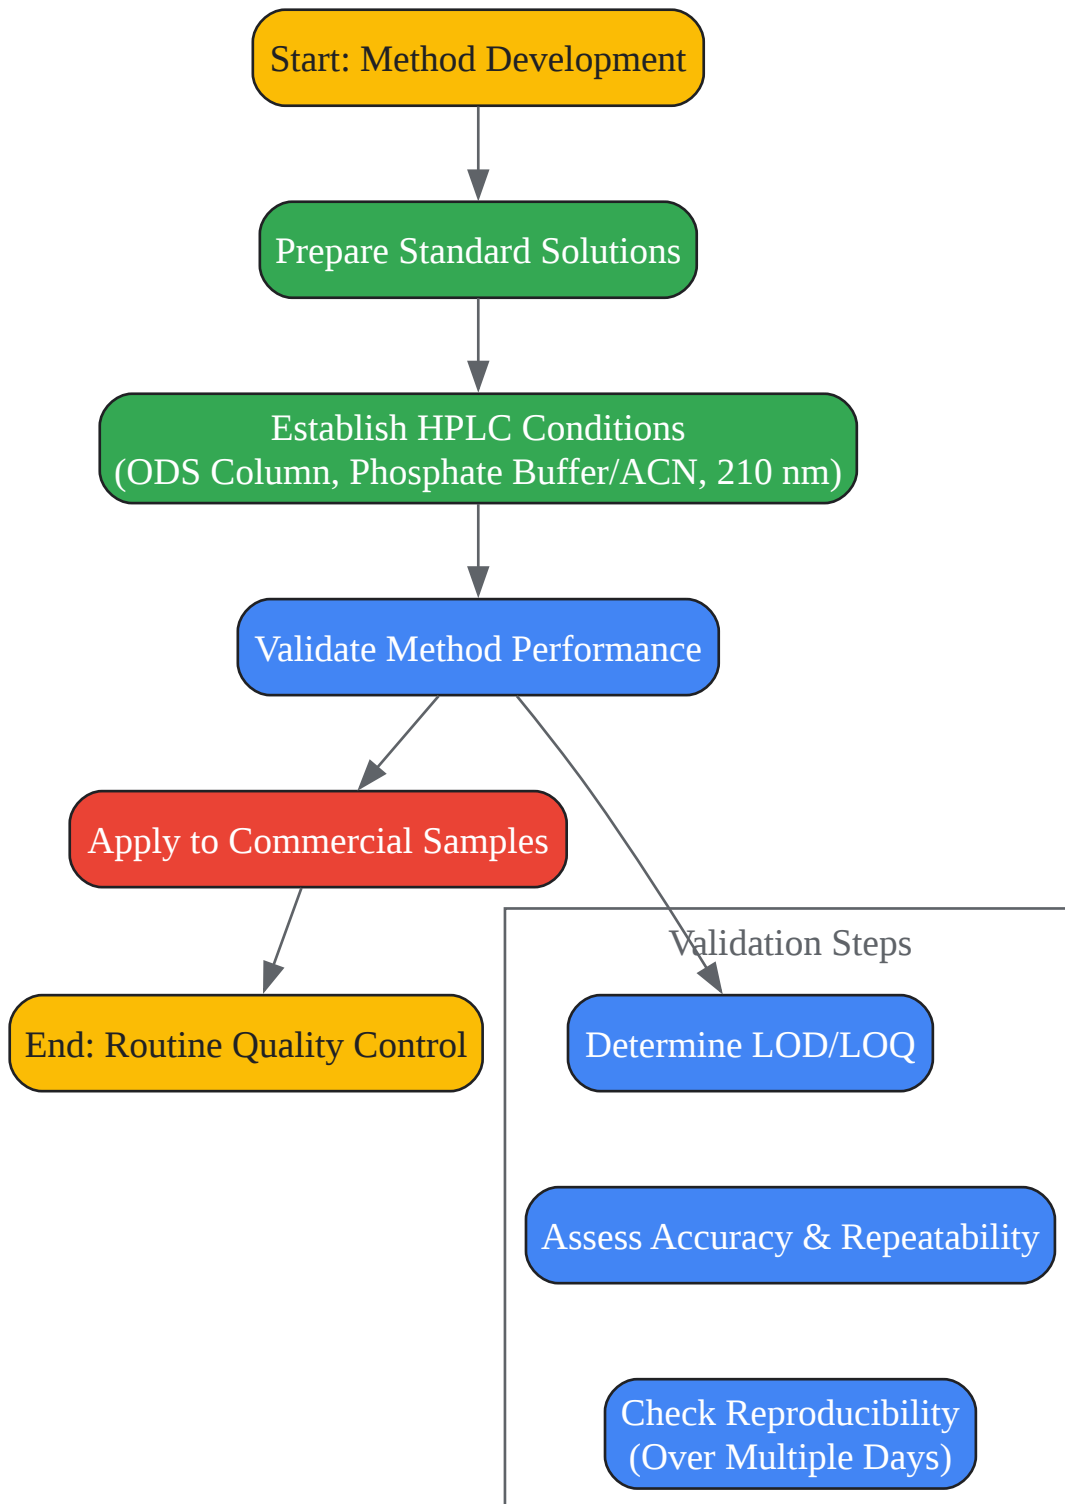 Start: Method Development
Prepare Standard Solutions
Establish HPLC Conditions
(ODS Column, Phosphate Buffer/ACN, 210 nm)
Validate Method Performance
Apply to Commercial Samples
Validation Steps
End: Routine Quality Control
Determine LOD/LOQ
Assess Accuracy & Repeatability
Check Reproducibility
(Over Multiple Days)